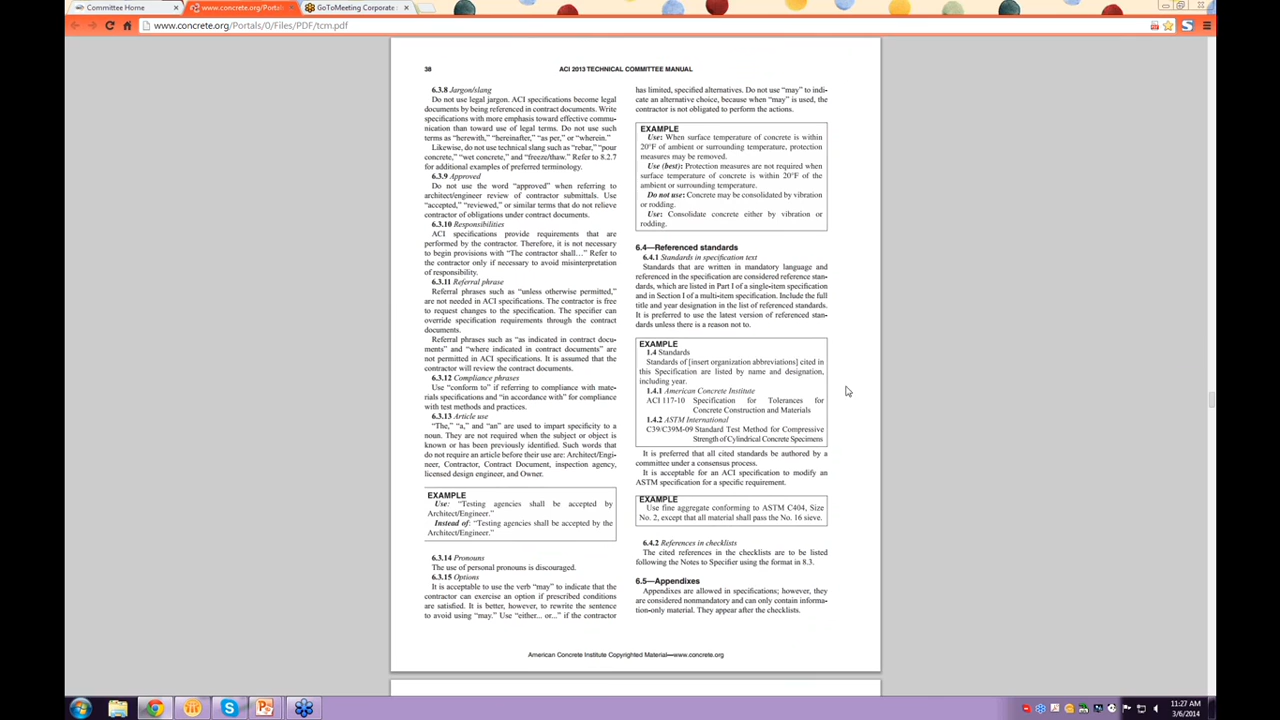 Committee Home
www.concrete.org/Portals
GoToMeeting Corporate
www.concrete.org/Portals/0/Files/PDF/tcm.pdf
38
ACI 2013 TECHNICAL COMMITTEE MANUAL
6.3.8 Jargon/slang
Do not use legal jargon. ACI specifications become legal
documents by being referenced in contract documents. Write
specifications with more emphasis toward effective commu-
nication than toward use of legal terms. Do not use such
terms as “herewith,” “hereinafter,” “as per,” or “wherein.”
Likewise, do not use technical slang such as “rebar,” “pour
concrete,” “wet concrete,” and “freeze/thaw.” Refer to 8.2.7
for additional examples of preferred terminology.
6.3.9 Approved
Do not use the word “approved” when referring to
architect/engineer review of contractor submittals. Use
“accepted,” “reviewed,” or similar terms that do not relieve
contractor of obligations under contract documents.
6.3.10 Responsibilities
ACI specifications provide requirements that are
performed by the contractor. Therefore, it is not necessary
to begin provisions with “The contractor shall…” Refer to
the contractor only if necessary to avoid misinterpretation
of responsibility.
6.3.11 Referral phrase
Referral phrases such as “unless otherwise permitted,”
are not needed in ACI specifications. The contractor is free
to request changes to the specification. The specifier can
override specification requirements through the contract
documents.
Referral phrases such as “as indicated in contract docu-
ments” and “where indicated in contract documents” are
not permitted in ACI specifications. It is assumed that the
contractor will review the contract documents.
6.3.12 Compliance phrases
Use “conform to” if referring to compliance with mate-
rials specifications and “in accordance with” for compliance
with test methods and practices.
6.3.13 Article use
“The,” “a,” and “an” are used to impart specificity to a
noun. They are not required when the subject or object is
known or has been previously identified. Such words that
do not require an article before their use are: Architect/Engi-
neer, Contractor, Contract Document, inspection agency,
licensed design engineer, and Owner.
EXAMPLE
Use: “Testing agencies shall be accepted by
Architect/Engineer.”
Instead of: “Testing agencies shall be accepted by the
Architect/Engineer.”
6.3.14 Pronouns
The use of personal pronouns is discouraged.
6.3.15 Options
It is acceptable to use the verb “may” to indicate that the
contractor can exercise an option if prescribed conditions
are satisfied. It is better, however, to rewrite the sentence
to avoid using “may.” Use “either... or...” if the contractor
has limited, specified alternatives. Do not use “may” to indi-
cate an alternative choice, because when “may” is used, the
contractor is not obligated to perform the actions.
EXAMPLE
Use: When surface temperature of concrete is within
20°F of ambient or surrounding temperature, protection
measures may be removed.
Use (best): Protection measures are not required when
surface temperature of concrete is within 20°F of the
ambient or surrounding temperature.
Do not use: Concrete may be consolidated by vibration
or rodding.
Use: Consolidate concrete either by vibration or
rodding.
6.4—Referenced standards
6.4.1 Standards in specification text
Standards that are written in mandatory language and
referenced in the specification are considered reference stan-
dards, which are listed in Part I of a single-item specification
and in Section I of a multi-item specification. Include the full
title and year designation in the list of referenced standards.
It is preferred to use the latest version of referenced stan-
dards unless there is a reason not to.
EXAMPLE
1.4 Standards
Standards of [insert organization abbreviations] cited in
this Specification are listed by name and designation,
including year.
1.4.1 American Concrete Institute
ACI 117-10 Specification for Tolerances for
Concrete Construction and Materials
1.4.2 ASTM International
C39/C39M-09 Standard Test Method for Compressive
Strength of Cylindrical Concrete Specimens
It is preferred that all cited standards be authored by a
committee under a consensus process.
It is acceptable for an ACI specification to modify an
ASTM specification for a specific requirement.
EXAMPLE
Use fine aggregate conforming to ASTM C404, Size
No. 2, except that all material shall pass the No. 16 sieve.
6.4.2 References in checklists
The cited references in the checklists are to be listed
following the Notes to Specifier using the format in 8.3.
6.5—Appendixes
Appendixes are allowed in specifications; however, they
are considered nonmandatory and can only contain informa-
tion-only material. They appear after the checklists.
American Concrete Institute Copyrighted Material—www.concrete.org
11:27 AM
3/6/2014